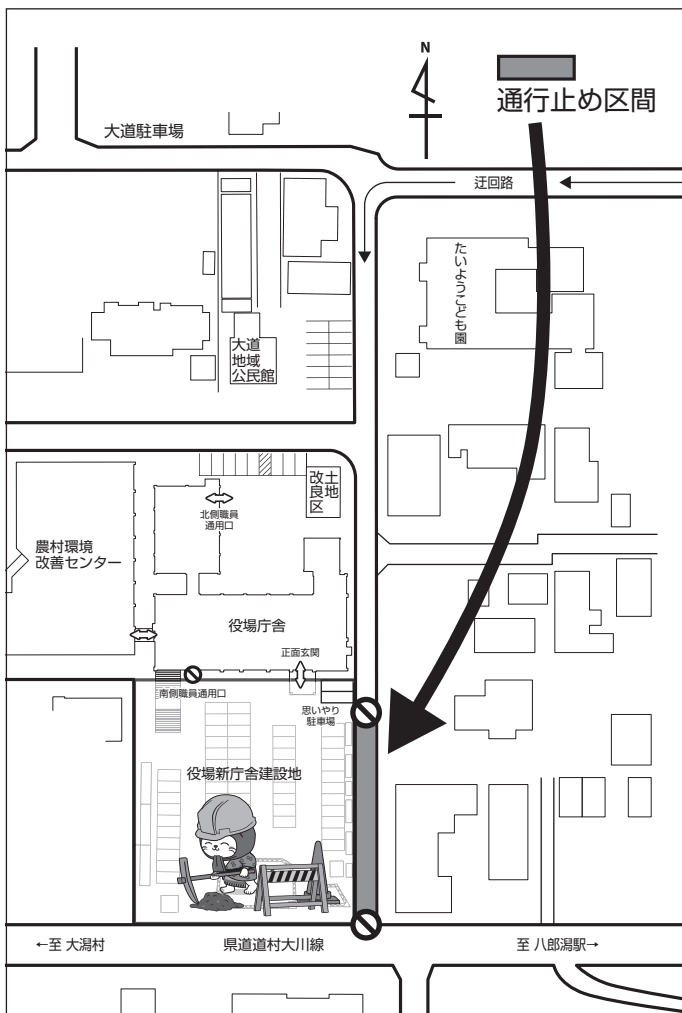 N
通行止め区間
大道駐車場
迂回路
たいようこども園
大道
地域
公民館
土地
改良区
北側職員
通用口
農村環境
改善センター
役場庁舎
正面玄関
南側職員通用口
思いやり
駐車場
役場新庁舎建設地
←至 大潟村
県道道村大川線
至 八郎潟駅→